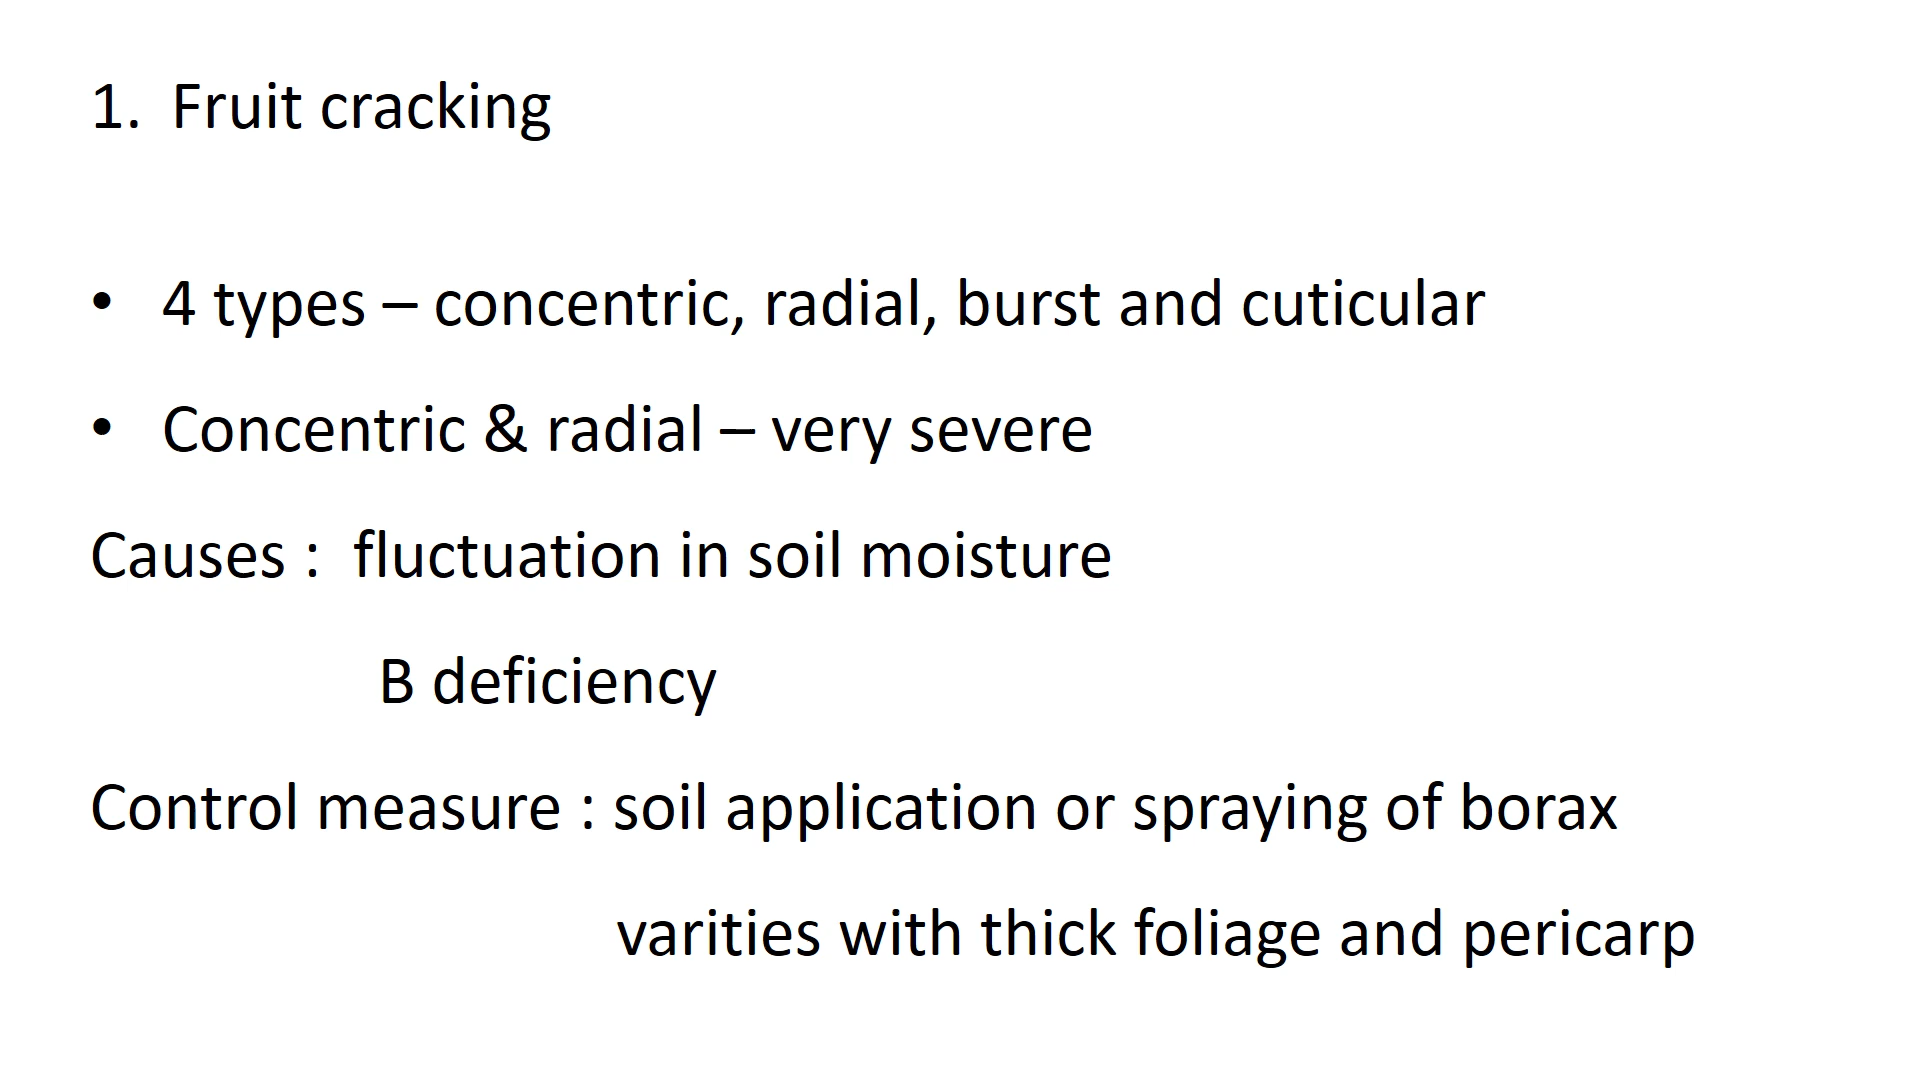 1. Fruit cracking
• 4 types – concentric, radial, burst and cuticular
• Concentric & radial – very severe
Causes : fluctuation in soil moisture
B deficiency
Control measure : soil application or spraying of borax
varities with thick foliage and pericarp